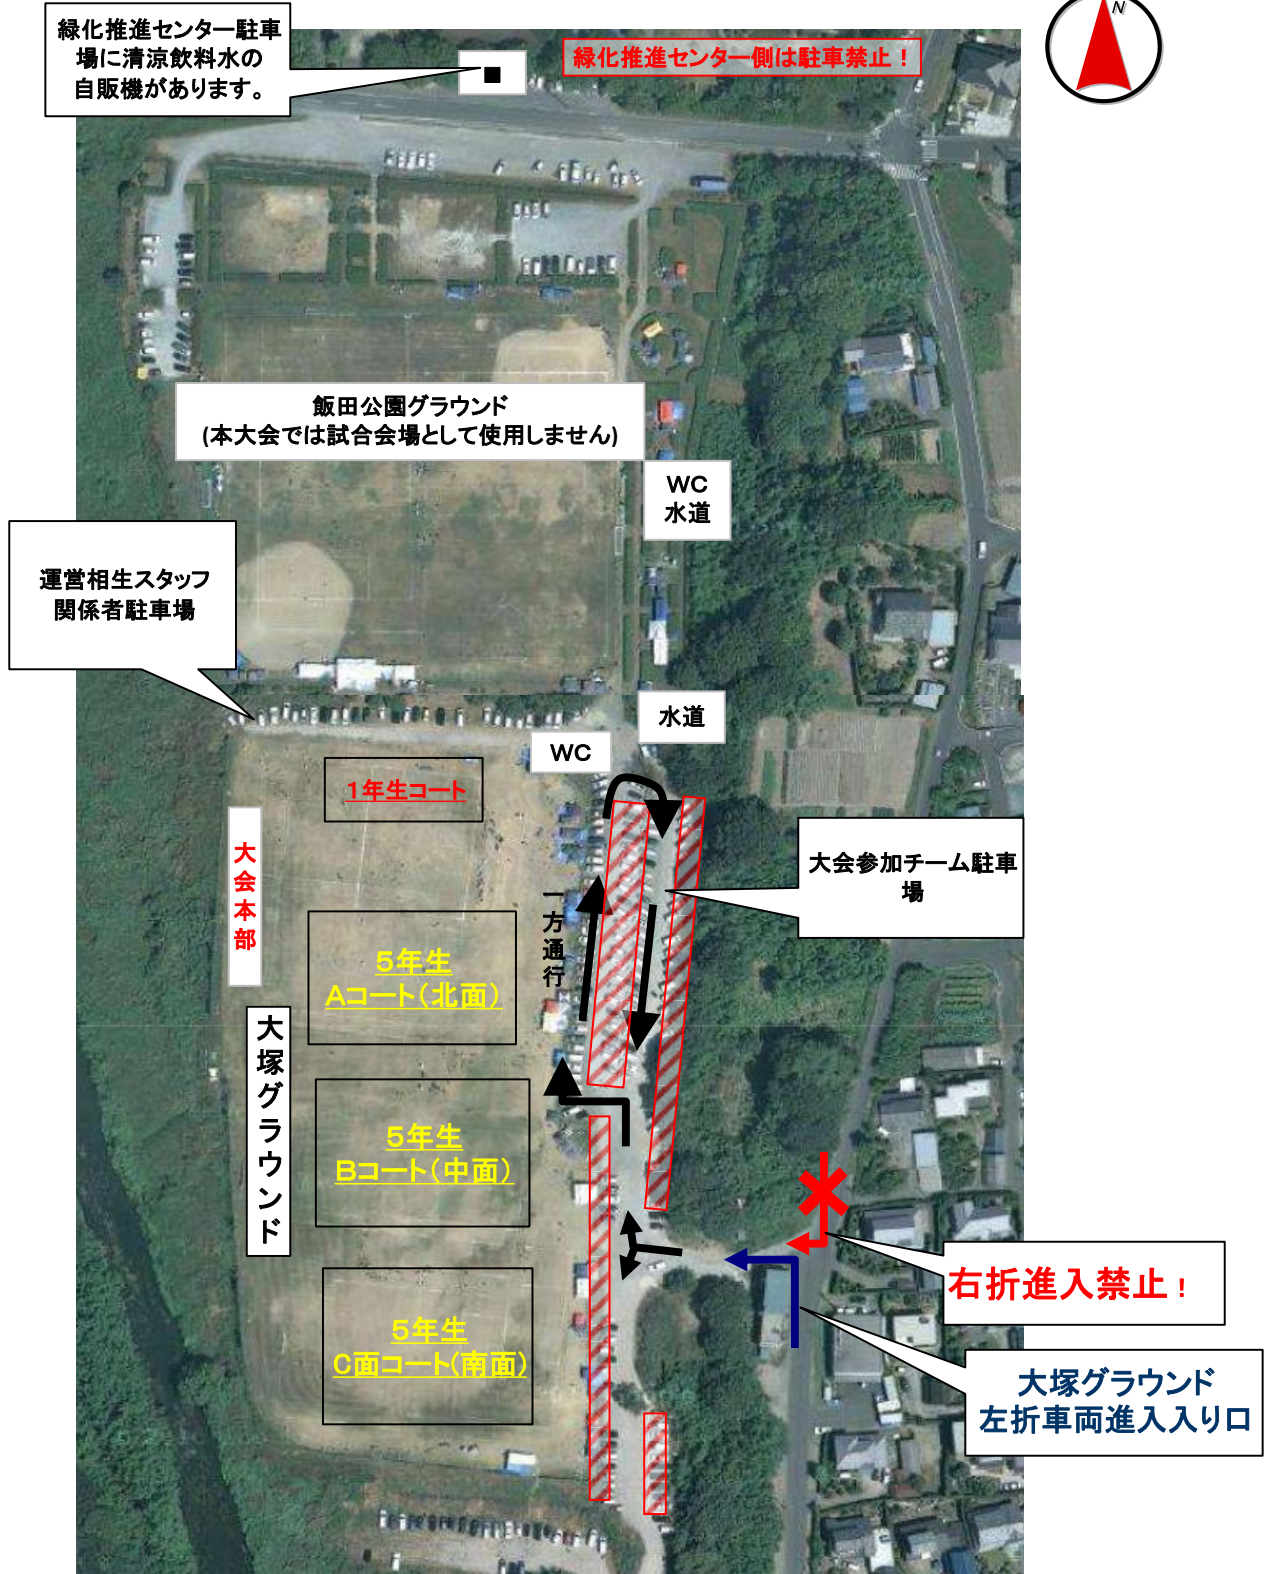 緑化推進センター駐車
場に清涼飲料水の
自販機があります。
緑化推進センター側は駐車禁止！
N
飯田公園グラウンド
(本大会では試合会場として使用しません)
WC
水道
運営相生スタッフ
関係者駐車場
水道
WC
1年生コート
大会本部
大会参加チーム駐車
場
一方通行
5年生
Aコート(北面)
大塚グラウンド
5年生
Bコート(中面)
5年生
C面コート(南面)
右折進入禁止！
大塚グラウンド
左折車両進入入り口